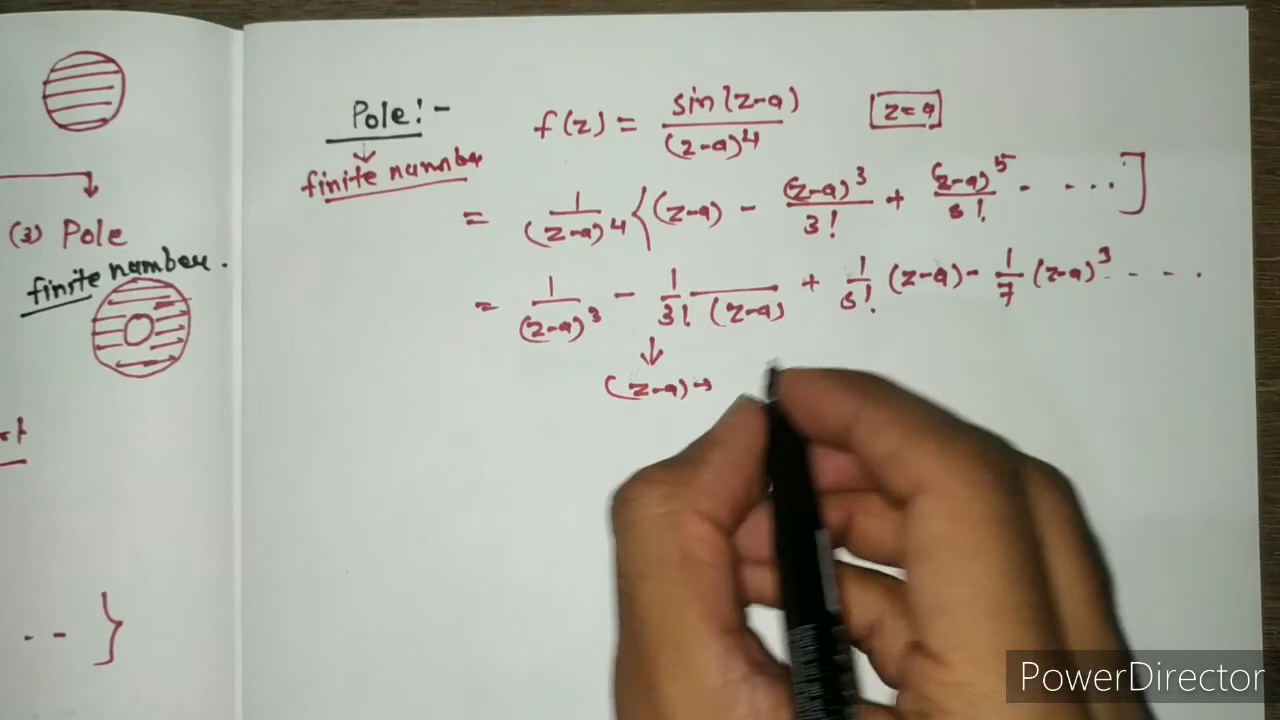 (3) Pole
finite number.
-- }
Pole:-
finite number
f(z) = sin(z-a) / (z-a)^4 z=a
= 1/(z-a)^4 { (z-a) - (z-a)^3/3! + (z-a)^5/5! - ---- ]
= 1/(z-a)^3 - 1/3! 1/(z-a) + 1/5! (z-a) - 1/7 (z-a)^3 ----
(z-a) →
PowerDirector